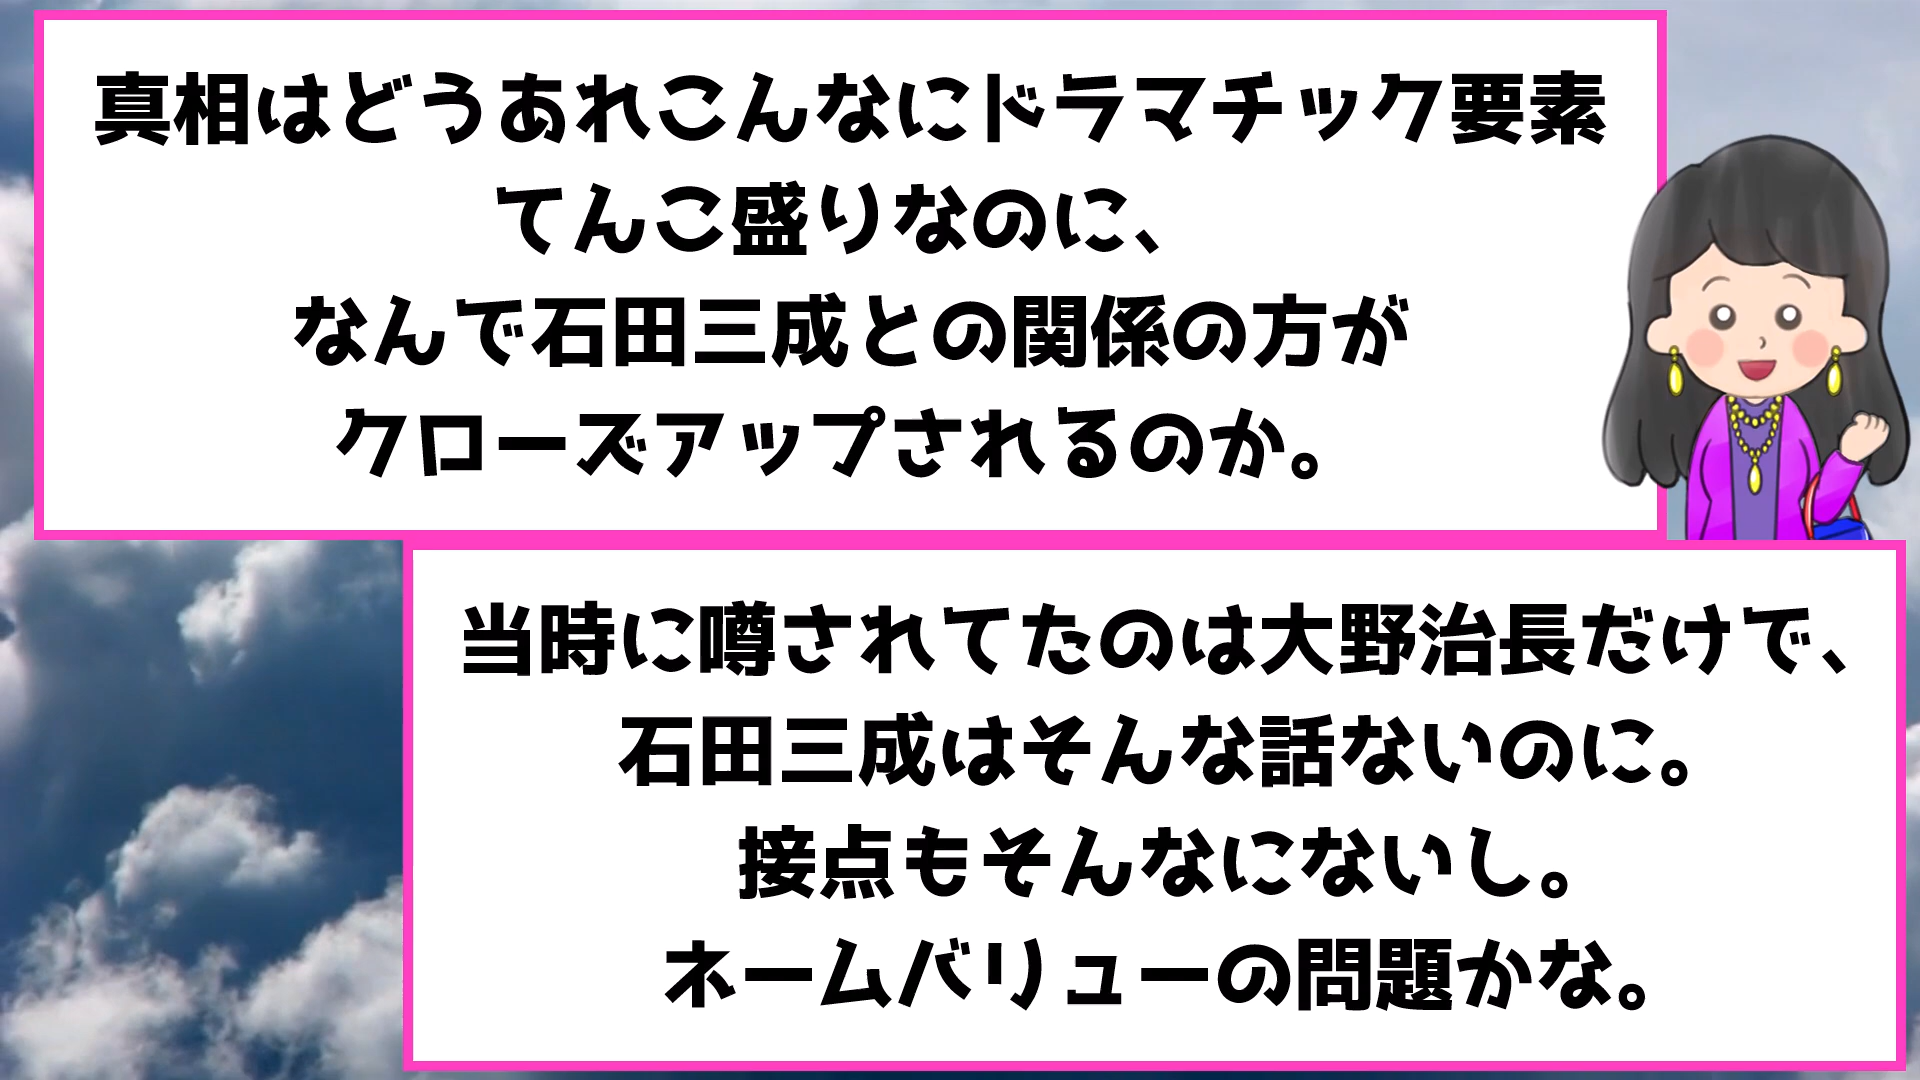 真相はどうあれこんなにドラマチック要素
てんこ盛りなのに、
なんで石田三成との関係の方が
クローズアップされるのか。
当時に噂されてたのは大野治長だけで、
石田三成はそんな話ないのに。
接点もそんなにないし。
ネームバリューの問題かな。